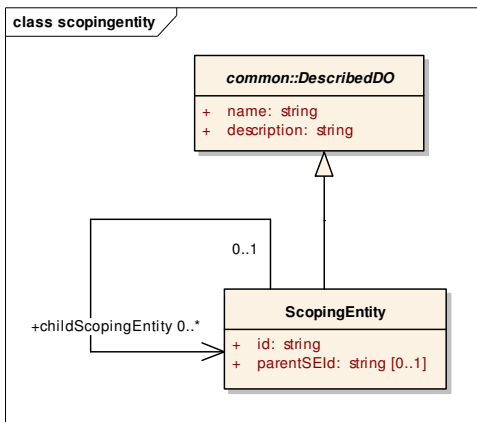 class scopingentity
common::DescribedDO
+ name: string
+ description: string
0..1
+childScopingEntity 0..*
ScopingEntity
+ id: string
+ parentSEId: string [0..1]